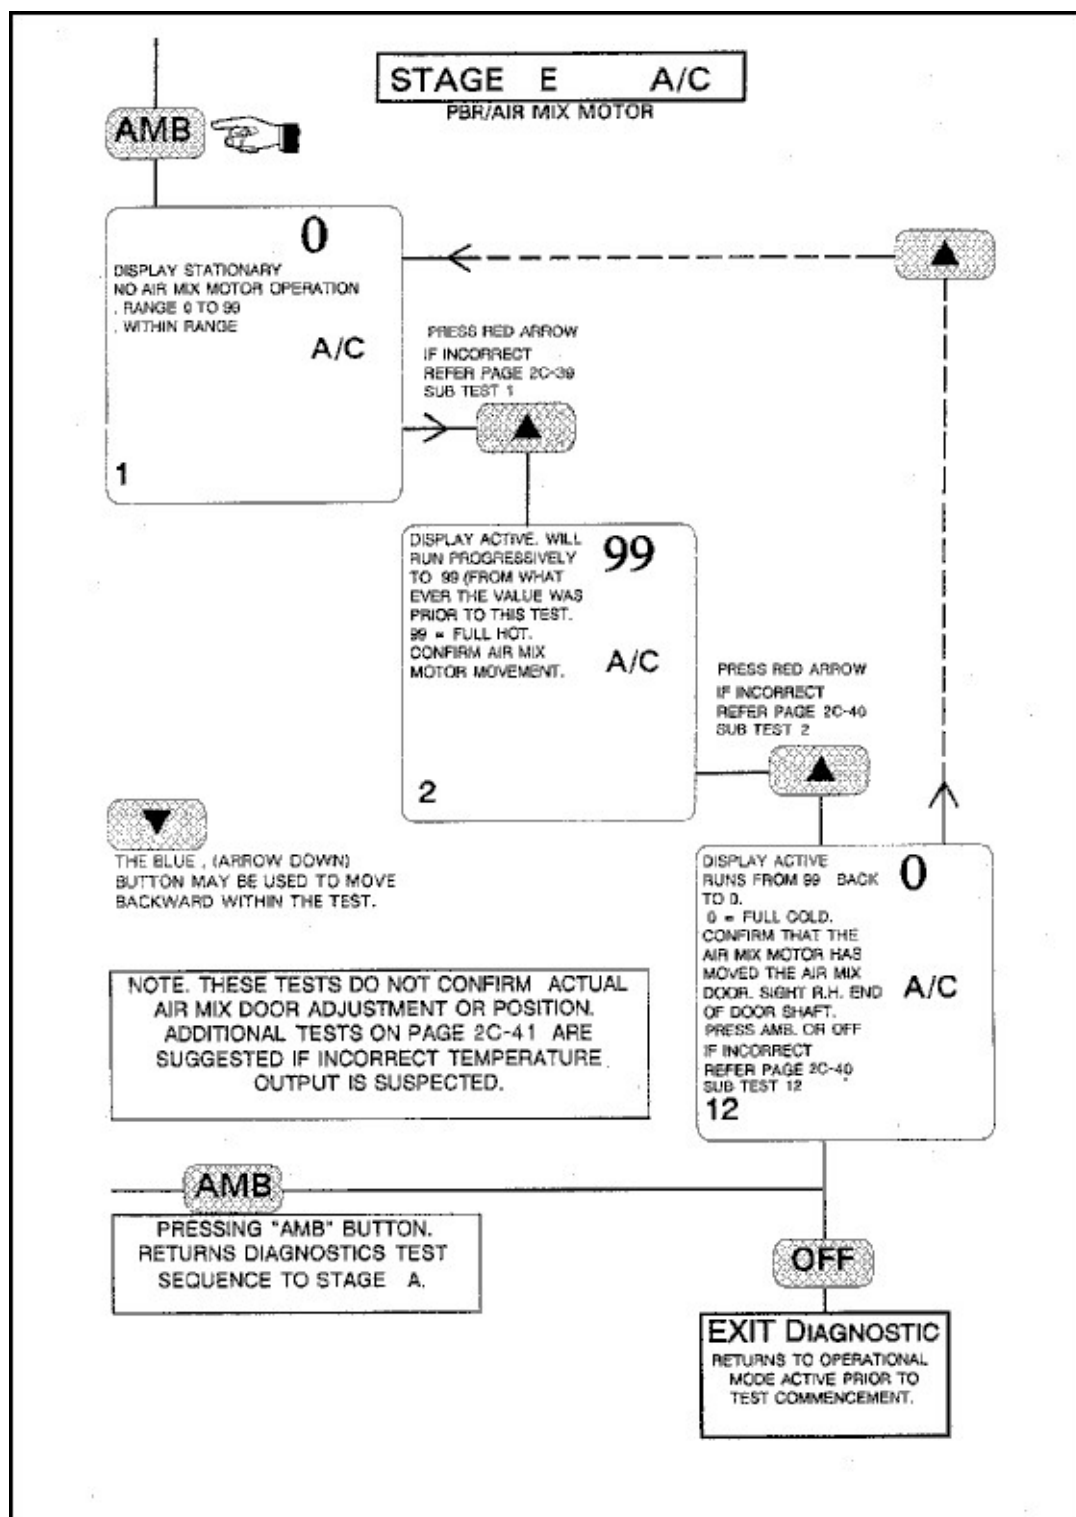 STAGE E A/C
PBR/AIR MIX MOTOR
AMB
0
DISPLAY STATIONARY
NO AIR MIX MOTOR OPERATION
. RANGE 0 TO 99
. WITHIN RANGE
A/C
1
PRESS RED ARROW
IF INCORRECT
REFER PAGE 2C-39
SUB TEST 1
DISPLAY ACTIVE. WILL
RUN PROGRESSIVELY
TO 99 (FROM WHAT
EVER THE VALUE WAS
PRIOR TO THIS TEST.
99 = FULL HOT.
CONFIRM AIR MIX
MOTOR MOVEMENT.
99
A/C
2
PRESS RED ARROW
IF INCORRECT
REFER PAGE 2C-40
SUB TEST 2
THE BLUE , (ARROW DOWN)
BUTTON MAY BE USED TO MOVE
BACKWARD WITHIN THE TEST.
DISPLAY ACTIVE
RUNS FROM 99 BACK
TO 0.
0 = FULL COLD.
CONFIRM THAT THE
AIR MIX MOTOR HAS
MOVED THE AIR MIX
DOOR. SIGHT R.H. END
OF DOOR SHAFT.
PRESS AMB. OR OFF
IF INCORRECT
REFER PAGE 2C-40
SUB TEST 12
0
A/C
12
NOTE. THESE TESTS DO NOT CONFIRM ACTUAL
AIR MIX DOOR ADJUSTMENT OR POSITION.
ADDITIONAL TESTS ON PAGE 2C-41 ARE
SUGGESTED IF INCORRECT TEMPERATURE
OUTPUT IS SUSPECTED.
AMB
PRESSING "AMB" BUTTON.
RETURNS DIAGNOSTICS TEST
SEQUENCE TO STAGE A.
OFF
EXIT DIAGNOSTIC
RETURNS TO OPERATIONAL
MODE ACTIVE PRIOR TO
TEST COMMENCEMENT.